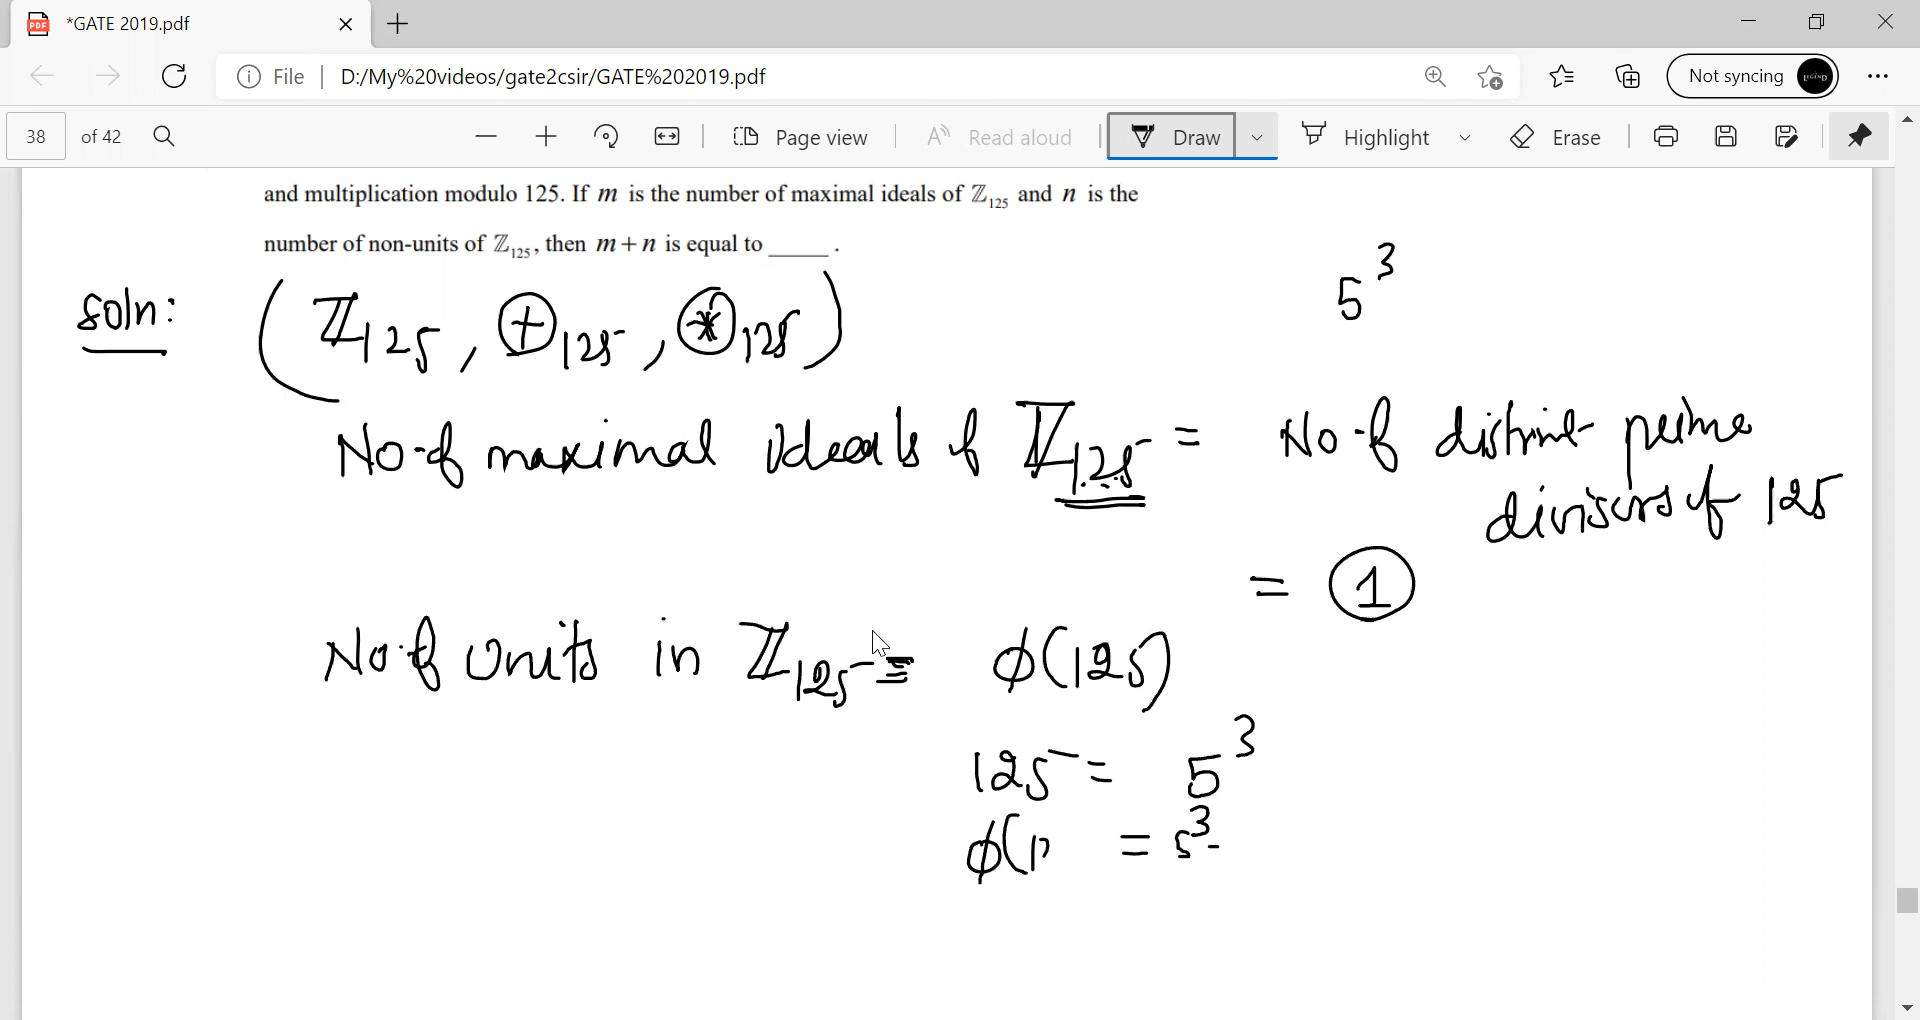 *GATE 2019.pdf
File | D:/My%20videos/gate2csir/GATE%202019.pdf
Not syncing LEGEND
38 of 42 Page view Read aloud Draw Highlight Erase
and multiplication modulo 125. If m is the number of maximal ideals of ℤ₁₂₅ and n is the
number of non-units of ℤ₁₂₅, then m + n is equal to _____ .
5³
soln:
(ℤ₁₂₅, ⊕₁₂₅, ⊛₁₂₅)
No. of maximal ideals of ℤ₁₂₅ = No. of distinct prime
divisors of 125
= 1
No. of units in ℤ₁₂₅ = ϕ(125)
125 = 5³
ϕ(1 = 5³-